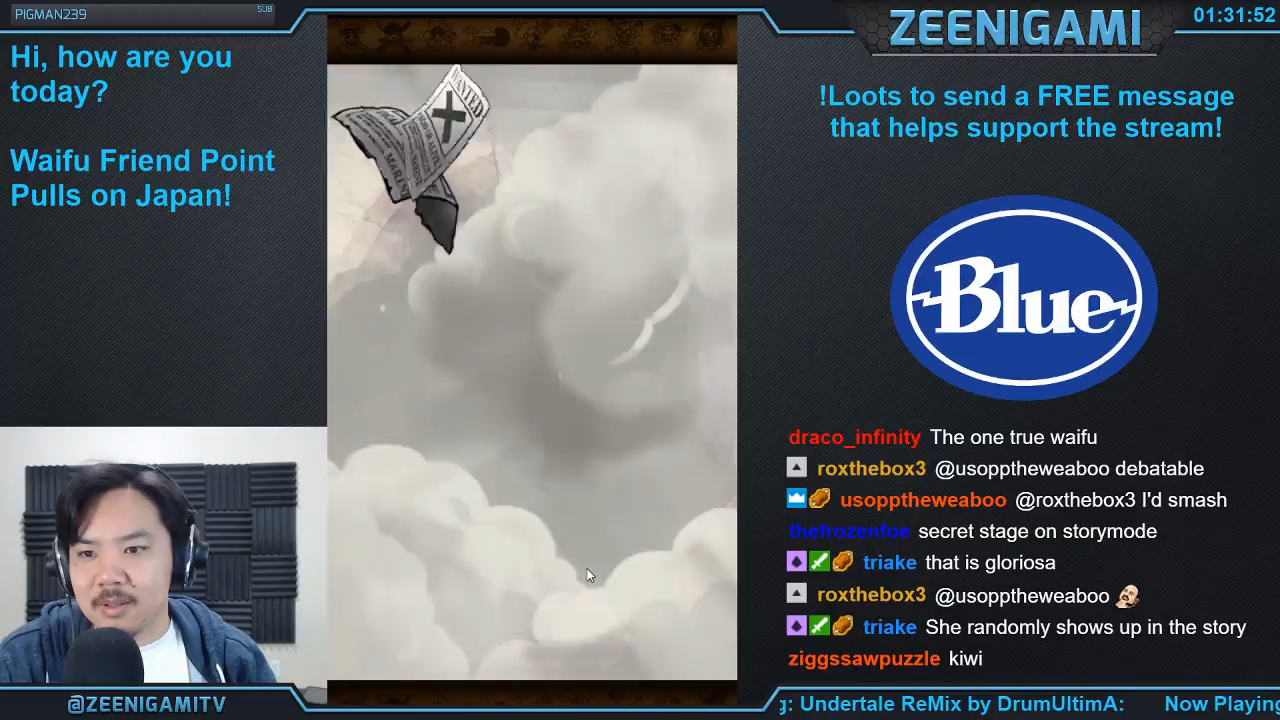 PIGMAN239
SUB
Hi, how are you
today?
Waifu Friend Point
Pulls on Japan!
WANTED
MARINE
ZEENIGAMI
01:31:52
!Loots to send a FREE message
that helps support the stream!
Blue
draco_infinity The one true waifu
roxthebox3 @usopptheweaboo debatable
usopptheweaboo @roxthebox3 I'd smash
thefrozenfoe secret stage on storymode
triake that is gloriosa
roxthebox3 @usopptheweaboo
triake She randomly shows up in the story
ziggssawpuzzle kiwi
@ZEENIGAMITV
g: Undertale ReMix by DrumUltimA: Now Playing